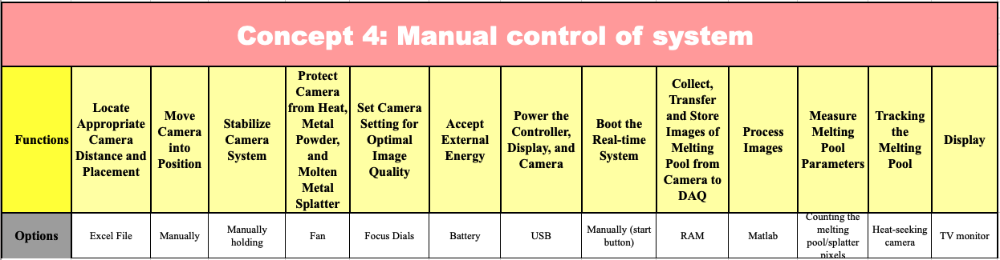 Concept 4: Manual control of system
Functions
Locate
Appropriate
Camera
Distance and
Placement
Move
Camera
into
Position
Stabilize
Camera
System
Protect
Camera
from Heat,
Metal
Powder,
and
Molten
Metal
Splatter
Set Camera
Setting for
Optimal
Image
Quality
Accept
External
Energy
Power the
Controller,
Display, and
Camera
Boot the
Real-time
System
Collect,
Transfer
and Store
Images of
Melting
Pool from
Camera to
DAQ
Process
Images
Measure
Melting
Pool
Parameters
Tracking
the
Melting
Pool
Display
Options
Excel File
Manually
Manually
holding
Fan
Focus Dials
Battery
USB
Manually (start
button)
RAM
Matlab
Counting the
melting
pool/splatter
pixels
Heat-seeking
camera
TV monitor